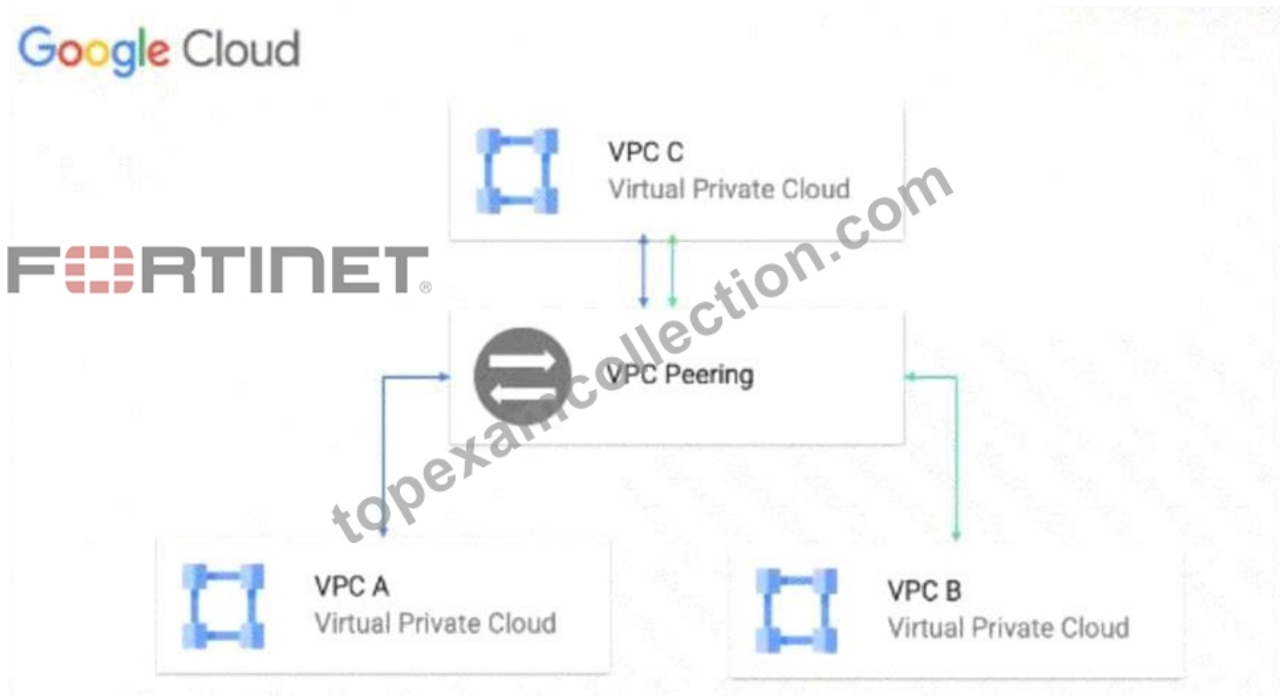 Google Cloud
VPC C
Virtual Private Cloud
FORTINET®
VPC Peering
topexamcollection.com
VPC A
Virtual Private Cloud
VPC B
Virtual Private Cloud